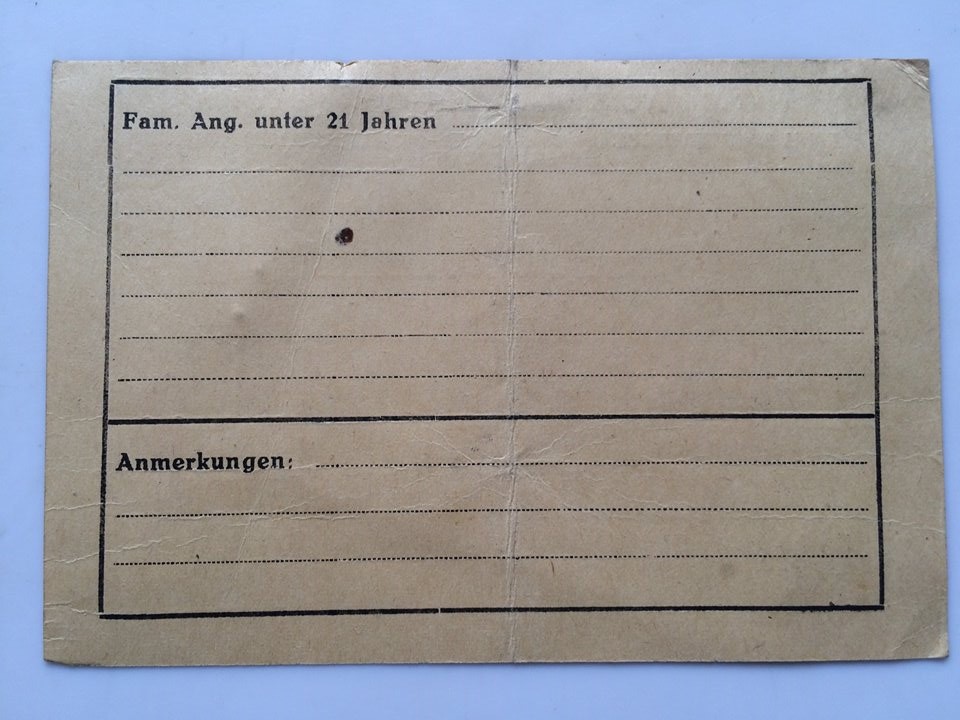 Fam. Ang. unter 21 Jahren
Anmerkungen: